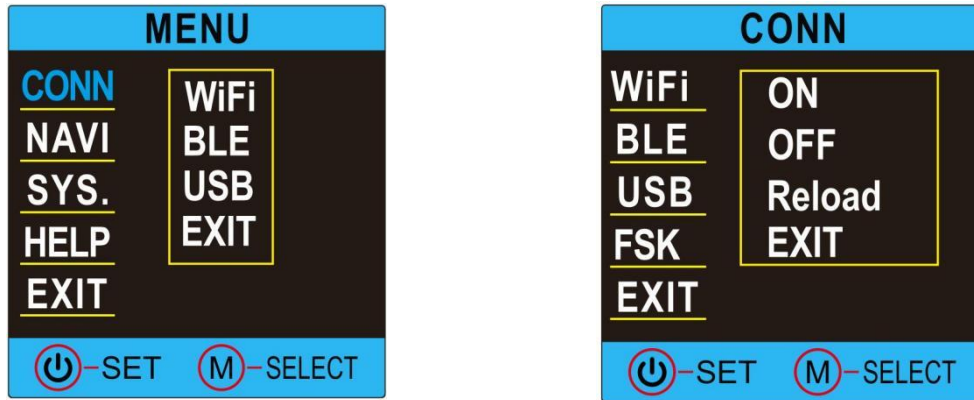 MENU
CONN
NAVI
SYS.
HELP
EXIT
WiFi
BLE
USB
EXIT
-SET M-SELECT
CONN
WiFi
BLE
USB
FSK
EXIT
ON
OFF
Reload
EXIT
-SET M-SELECT